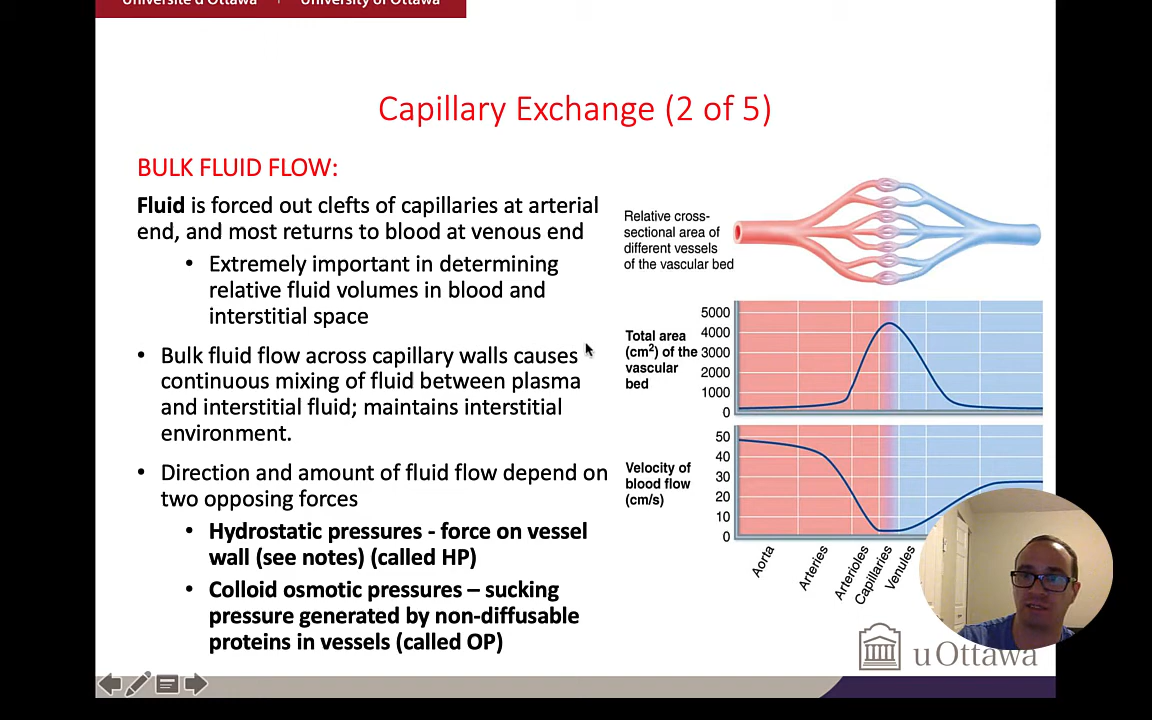 Université d'Ottawa | University of Ottawa
Capillary Exchange (2 of 5)
BULK FLUID FLOW:
Fluid is forced out clefts of capillaries at arterial
end, and most returns to blood at venous end
• Extremely important in determining
relative fluid volumes in blood and
interstitial space
• Bulk fluid flow across capillary walls causes
continuous mixing of fluid between plasma
and interstitial fluid; maintains interstitial
environment.
• Direction and amount of fluid flow depend on
two opposing forces
• Hydrostatic pressures - force on vessel
wall (see notes) (called HP)
• Colloid osmotic pressures – sucking
pressure generated by non-diffusable
proteins in vessels (called OP)
Relative cross-
sectional area of
different vessels
of the vascular bed
Total area
(cm²) of the
vascular
bed
5000
4000
3000
2000
1000
0
Velocity of
blood flow
(cm/s)
50
40
30
20
10
0
Aorta
Arteries
Arterioles
Capillaries
Venules
uOttawa